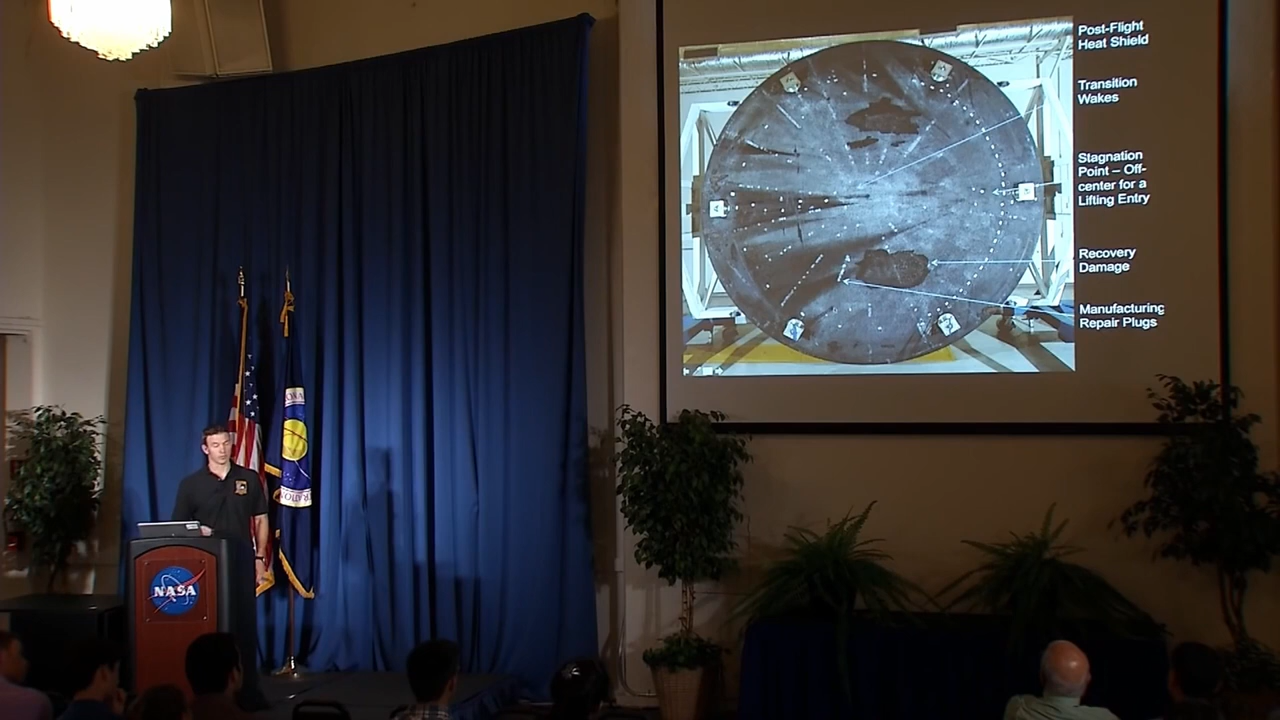 Post-Flight
Heat Shield
Transition
Wakes
Stagnation
Point – Off-
center for a
Lifting Entry
Recovery
Damage
Manufacturing
Repair Plugs
NASA